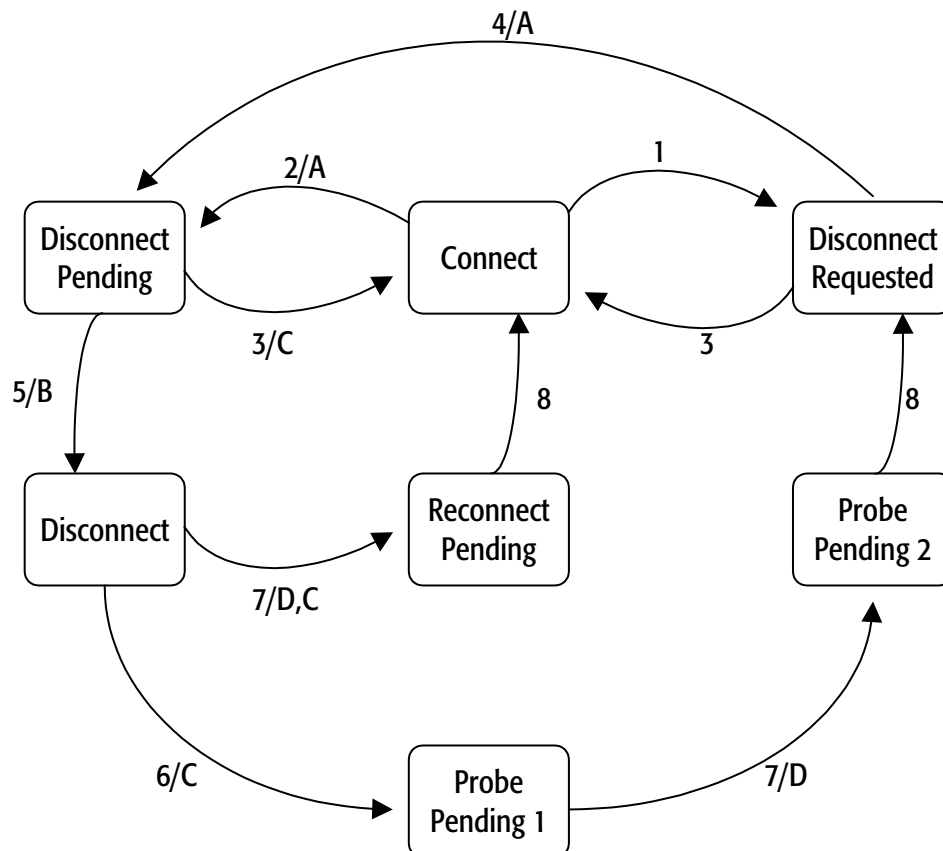 4/A
2/A
1
Disconnect
Pending
Connect
Disconnect
Requested
3/C
3
5/B
8
8
Disconnect
Reconnect
Pending
Probe
Pending 2
7/D,C
6/C
Probe
Pending 1
7/D